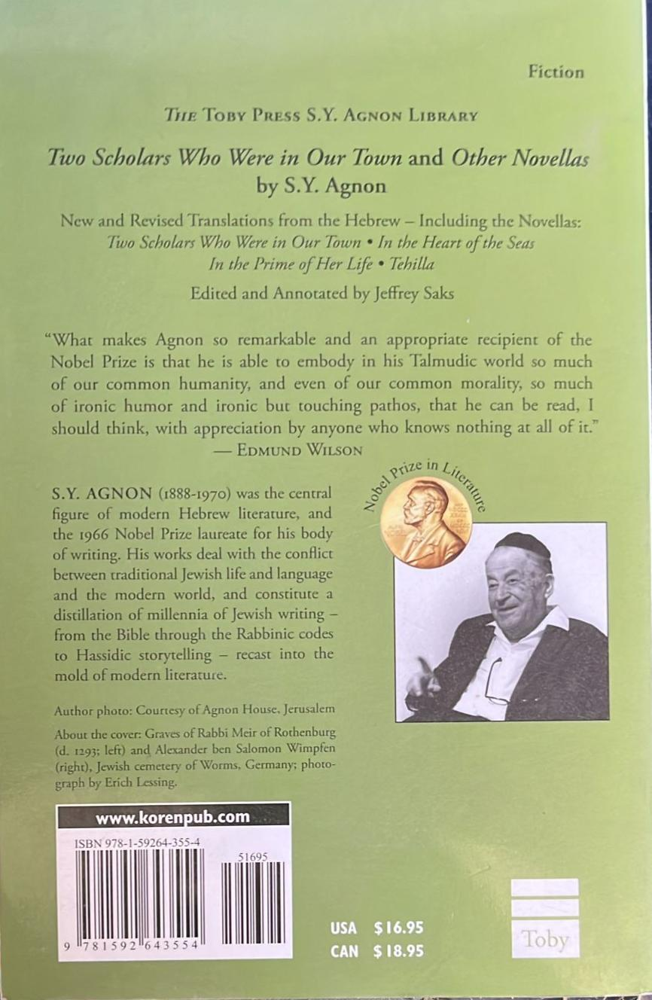 Fiction
THE TOBY PRESS S.Y. AGNON LIBRARY
Two Scholars Who Were in Our Town and Other Novellas
by S.Y. Agnon
New and Revised Translations from the Hebrew – Including the Novellas:
Two Scholars Who Were in Our Town • In the Heart of the Seas
In the Prime of Her Life • Tehilla
Edited and Annotated by Jeffrey Saks
“What makes Agnon so remarkable and an appropriate recipient of the
Nobel Prize is that he is able to embody in his Talmudic world so much
of our common humanity, and even of our common morality, so much
of ironic humor and ironic but touching pathos, that he can be read, I
should think, with appreciation by anyone who knows nothing at all of it.”
— EDMUND WILSON
S.Y. AGNON (1888-1970) was the central
figure of modern Hebrew literature, and
the 1966 Nobel Prize laureate for his body
of writing. His works deal with the conflict
between traditional Jewish life and language
and the modern world, and constitute a
distillation of millennia of Jewish writing –
from the Bible through the Rabbinic codes
to Hassidic storytelling – recast into the
mold of modern literature.
Nobel Prize in Literature
Author photo: Courtesy of Agnon House, Jerusalem
About the cover: Graves of Rabbi Meir of Rothenburg
(d. 1293; left) and Alexander ben Salomon Wimpfen
(right), Jewish cemetery of Worms, Germany; photo-
graph by Erich Lessing.
www.korenpub.com
ISBN 978-1-59264-355-4
51695
9 781592 643554
USA $16.95
CAN $18.95
Toby